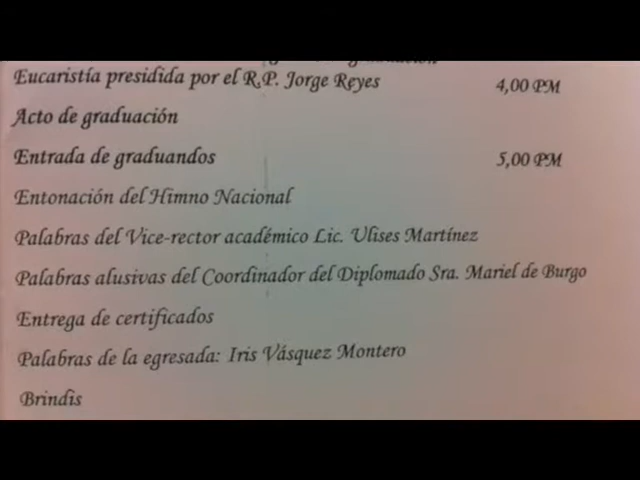 Eucaristía presidida por el R.P. Jorge Reyes 4,00 PM
Acto de graduación
Entrada de graduandos 5,00 PM
Entonación del Himno Nacional
Palabras del Vice-rector académico Lic. Ulises Martínez
Palabras alusivas del Coordinador del Diplomado Sra. Mariel de Burgo
Entrega de certificados
Palabras de la egresada: Iris Vásquez Montero
Brindis